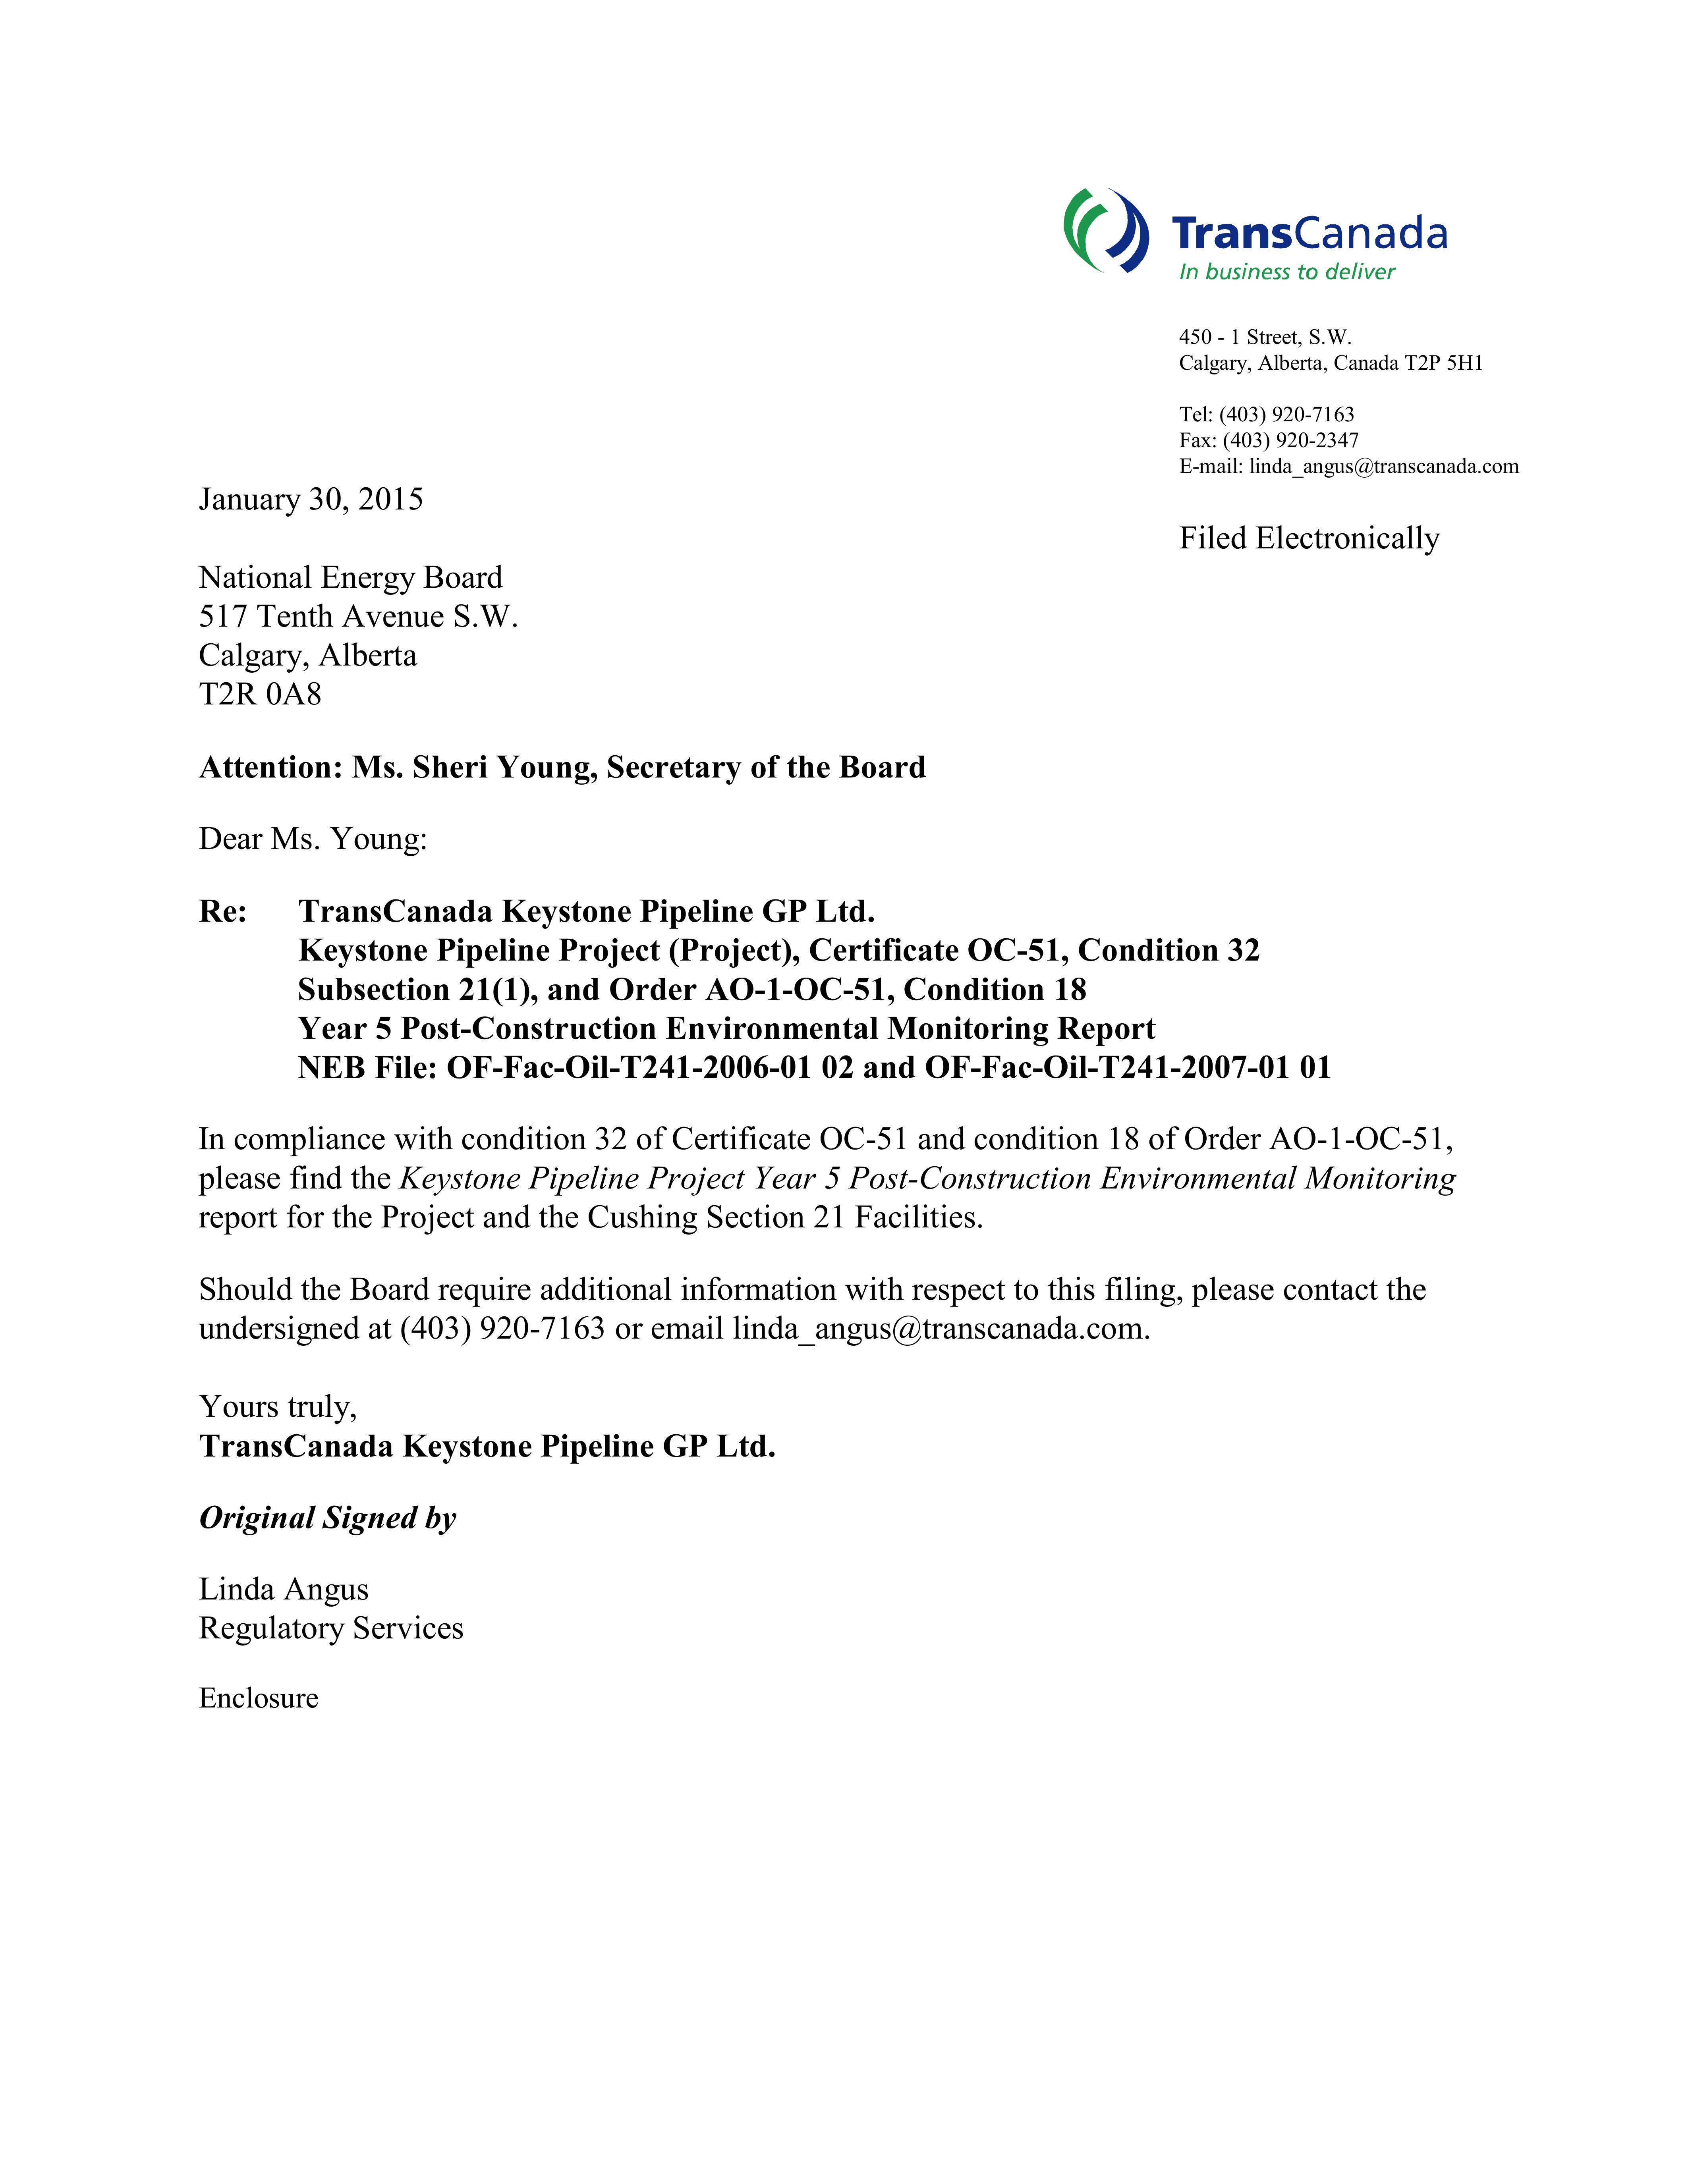 TransCanada
In business to deliver
450 - 1 Street, S.W.
Calgary, Alberta, Canada T2P 5H1
Tel: (403) 920-7163
Fax: (403) 920-2347
E-mail: linda_angus@transcanada.com
January 30, 2015
Filed Electronically
National Energy Board
517 Tenth Avenue S.W.
Calgary, Alberta
T2R 0A8
Attention: Ms. Sheri Young, Secretary of the Board
Dear Ms. Young:
Re: TransCanada Keystone Pipeline GP Ltd.
Keystone Pipeline Project (Project), Certificate OC-51, Condition 32
Subsection 21(1), and Order AO-1-OC-51, Condition 18
Year 5 Post-Construction Environmental Monitoring Report
NEB File: OF-Fac-Oil-T241-2006-01 02 and OF-Fac-Oil-T241-2007-01 01
In compliance with condition 32 of Certificate OC-51 and condition 18 of Order AO-1-OC-51,
please find the Keystone Pipeline Project Year 5 Post-Construction Environmental Monitoring
report for the Project and the Cushing Section 21 Facilities.
Should the Board require additional information with respect to this filing, please contact the
undersigned at (403) 920-7163 or email linda_angus@transcanada.com.
Yours truly,
TransCanada Keystone Pipeline GP Ltd.
Original Signed by
Linda Angus
Regulatory Services
Enclosure